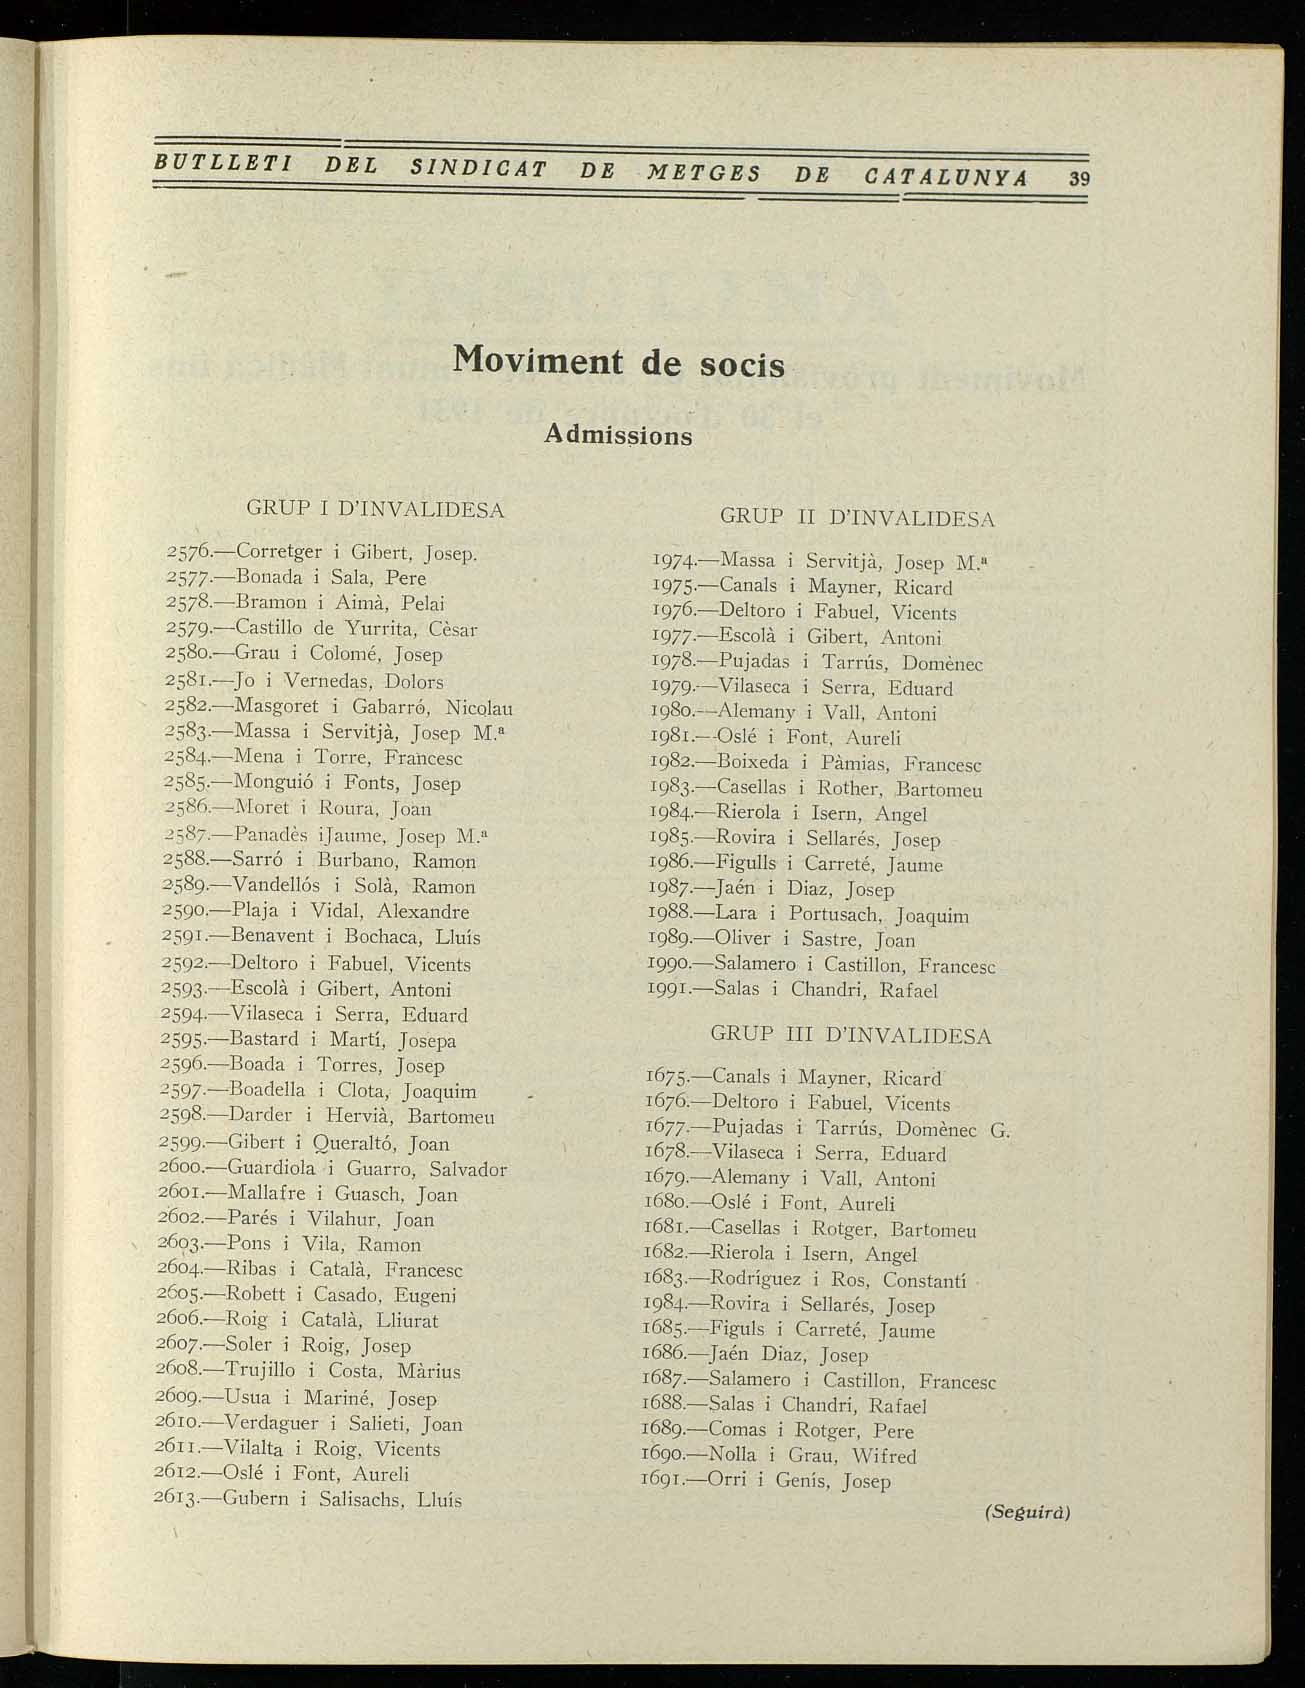 BUTLLETI DEL SINDICAT DE METGES DE CATALUNYA 39
Moviment de socis
Admissions
GRUP I D'INVALIDESA
2576.—Corretger i Gibert, Josep.
2577.—Bonada i Sala, Pere
2578.—Bramon i Aimà, Pelai
2579.—Castillo de Yurrita, Cèsar
2580.—Grau i Colomé, Josep
2581.—Jo i Vernedas, Dolors
2582.—Masgoret i Gabarró, Nicolau
2583.—Massa i Servitjà, Josep M.ª
2584.—Mena i Torre, Francesc
2585.—Monguió i Fonts, Josep
2586.—Moret i Roura, Joan
2587.—Panadès iJaume, Josep M.ª
2588.—Sarró i Burbano, Ramon
2589.—Vandellós i Solà, Ramon
2590.—Plaja i Vidal, Alexandre
2591.—Benavent i Bochaca, Lluís
2592.—Deltoro i Fabuel, Vicents
2593.—Escolà i Gibert, Antoni
2594.—Vilaseca i Serra, Eduard
2595.—Bastard i Martí, Josepa
2596.—Boada i Torres, Josep
2597.—Boadella i Clota, Joaquim
2598.—Darder i Hervià, Bartomeu
2599.—Gibert i Queraltó, Joan
2600.—Guardiola i Guarro, Salvador
2601.—Mallafre i Guasch, Joan
2602.—Parés i Vilahur, Joan
2603.—Pons i Vila, Ramon
2604.—Ribas i Català, Francesc
2605.—Robett i Casado, Eugeni
2606.—Roig i Català, Lliurat
2607.—Soler i Roig, Josep
2608.—Trujillo i Costa, Màrius
2609.—Usua i Mariné, Josep
2610.—Verdaguer i Salieti, Joan
2611.—Vilalta i Roig, Vicents
2612.—Oslé i Font, Aureli
2613.—Gubern i Salisachs, Lluís
GRUP II D'INVALIDESA
1974.—Massa i Servitjà, Josep M.ª
1975.—Canals i Mayner, Ricard
1976.—Deltoro i Fabuel, Vicents
1977.—Escolà i Gibert, Antoni
1978.—Pujadas i Tarrús, Domènec
1979.—Vilaseca i Serra, Eduard
1980.—Alemany i Vall, Antoni
1981.—Oslé i Font, Aureli
1982.—Boixeda i Pàmias, Francesc
1983.—Casellas i Rother, Bartomeu
1984.—Rierola i Isern, Angel
1985.—Rovira i Sellarés, Josep
1986.—Figulls i Carreté, Jaume
1987.—Jaén i Diaz, Josep
1988.—Lara i Portusach, Joaquim
1989.—Oliver i Sastre, Joan
1990.—Salamero i Castillon, Francesc
1991.—Salas i Chandri, Rafael
GRUP III D'INVALIDESA
1675.—Canals i Mayner, Ricard
1676.—Deltoro i Fabuel, Vicents
1677.—Pujadas i Tarrús, Domènec G.
1678.—Vilaseca i Serra, Eduard
1679.—Alemany i Vall, Antoni
1680.—Oslé i Font, Aureli
1681.—Casellas i Rotger, Bartomeu
1682.—Rierola i Isern, Angel
1683.—Rodríguez i Ros, Constantí
1984.—Rovira i Sellarés, Josep
1685.—Figuls i Carreté, Jaume
1686.—Jaén Diaz, Josep
1687.—Salamero i Castillon, Francesc
1688.—Salas i Chandri, Rafael
1689.—Comas i Rotger, Pere
1690.—Nolla i Grau, Wifred
1691.—Orri i Genís, Josep
(Seguirà)